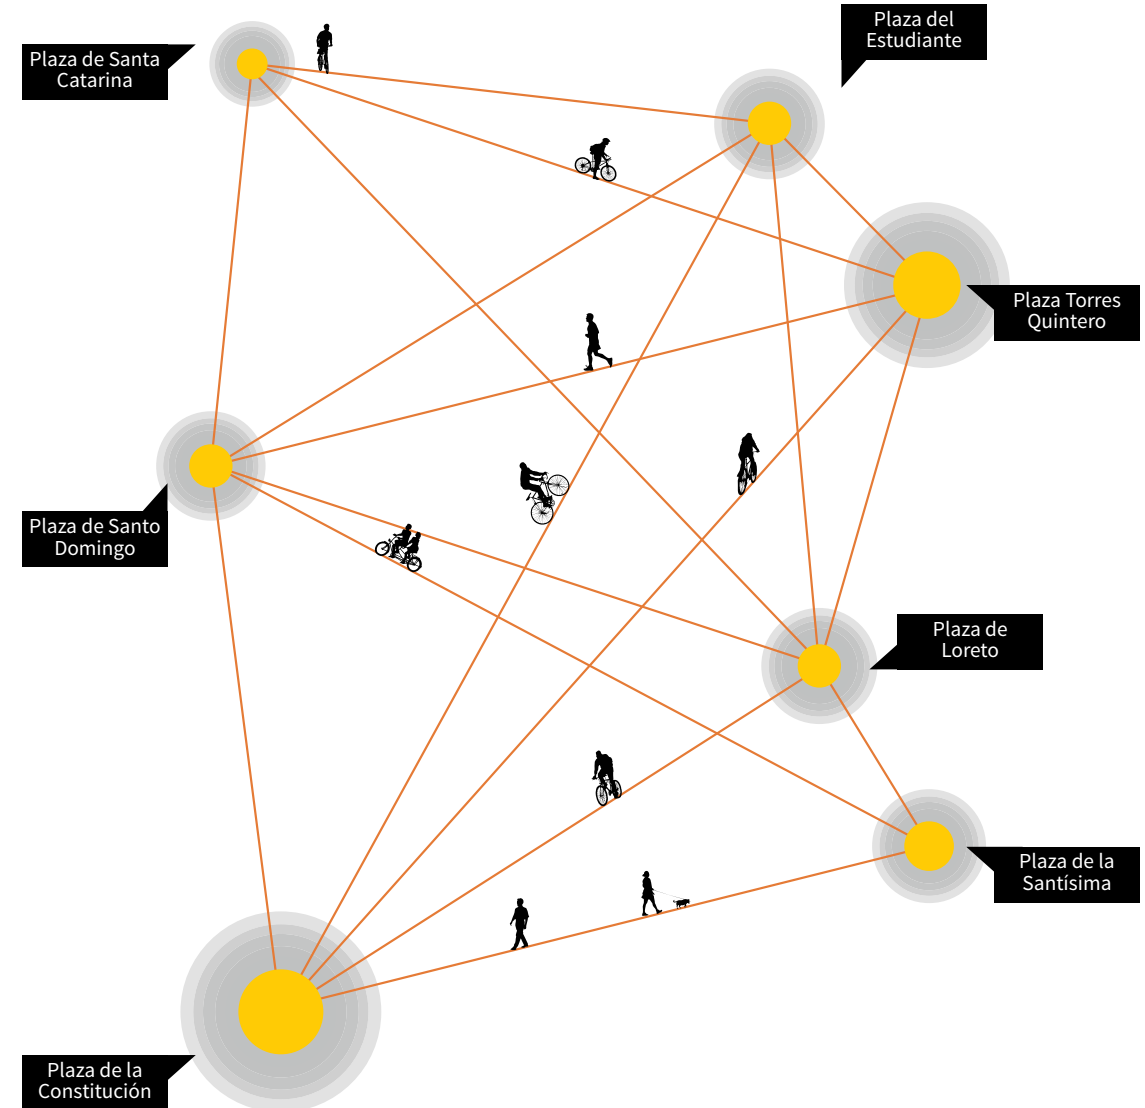 Plaza de Santa
Catarina
Plaza del
Estudiante
Plaza Torres
Quintero
Plaza de Santo
Domingo
Plaza de
Loreto
Plaza de la
Santísima
Plaza de la
Constitución